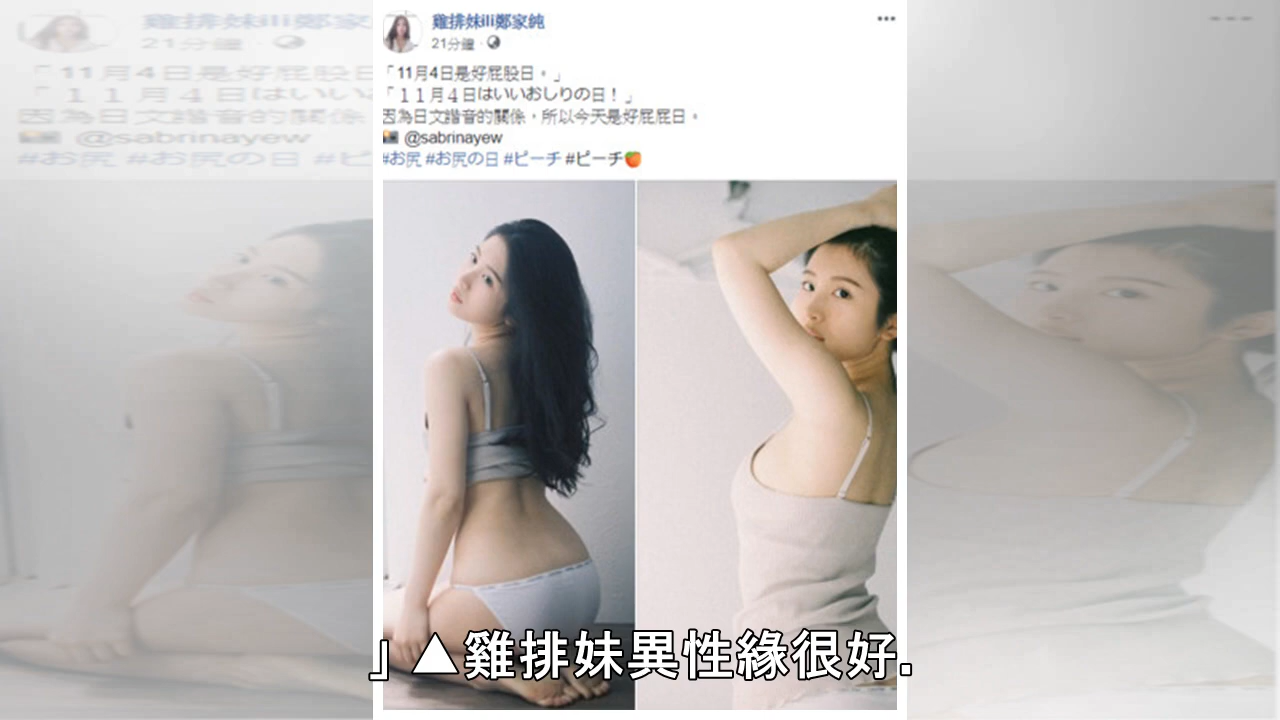 雞排妹ili鄭家純
21分鐘 ·
「11月4日是好屁股日。」
「１１月４日はいいおしりの日！」
因為日文諧音的關係，所以今天是好屁屁日。
📸 @sabrinayew
#お尻 #お尻の日 #ピーチ #ピーチ🍑
」▲雞排妹異性緣很好.